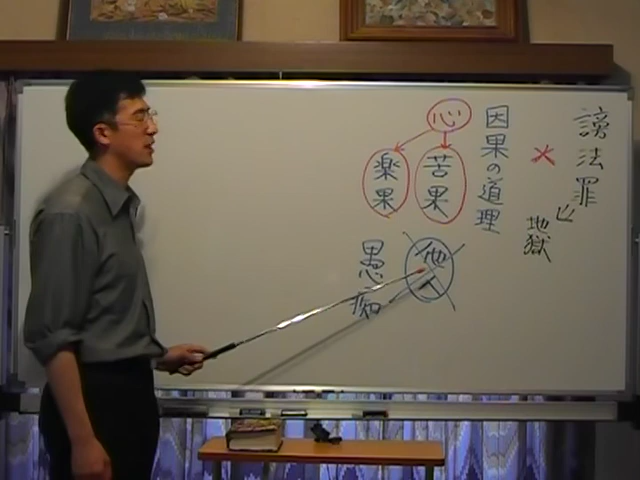 謗法罪
地獄
因果の道理
心
苦果
楽果
他人
愚痴